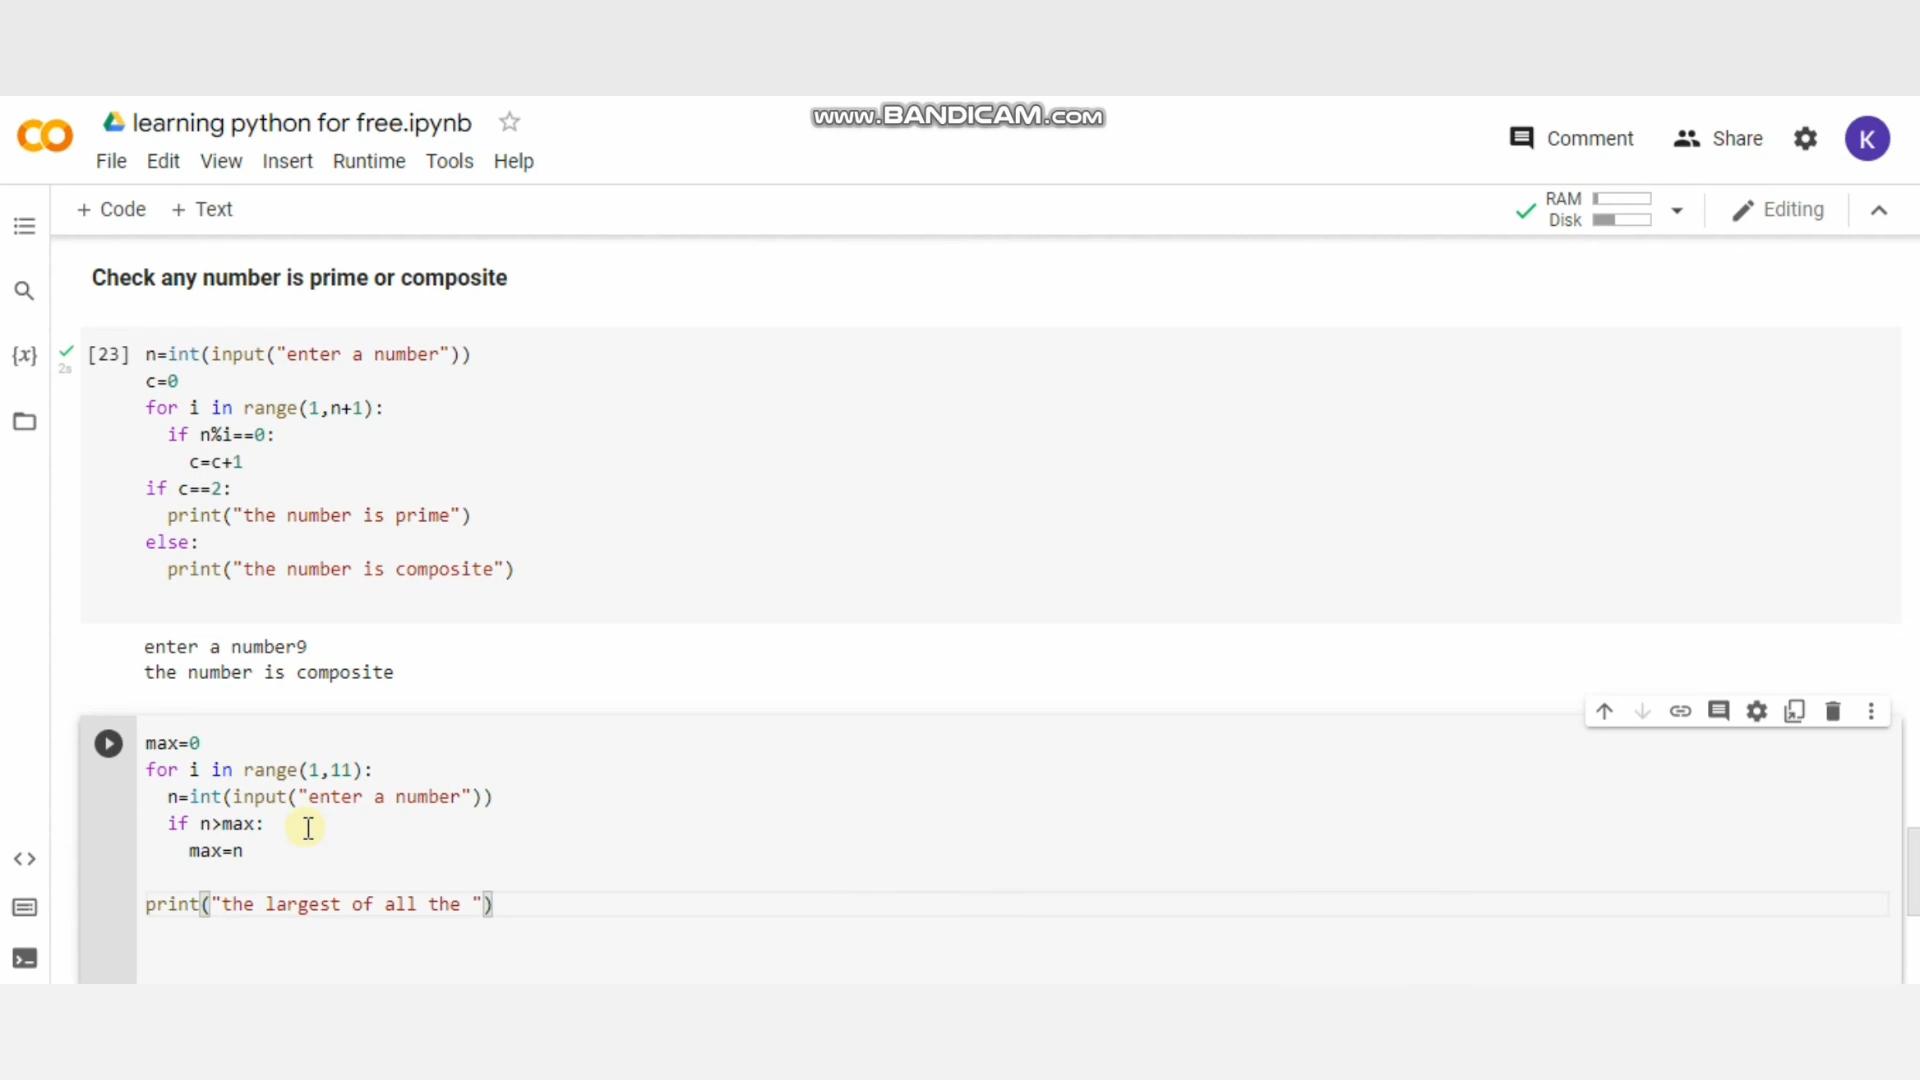 www.BANDICAM.com
learning python for free.ipynb
File Edit View Insert Runtime Tools Help
Comment Share K
+ Code + Text
RAM
Disk
Editing
Check any number is prime or composite
{x}
2s
[23] n=int(input("enter a number"))
c=0
for i in range(1,n+1):
  if n%i==0:
    c=c+1
if c==2:
  print("the number is prime")
else:
  print("the number is composite")
enter a number9
the number is composite
max=0
for i in range(1,11):
  n=int(input("enter a number"))
  if n>max:
    max=n
print("the largest of all the ")